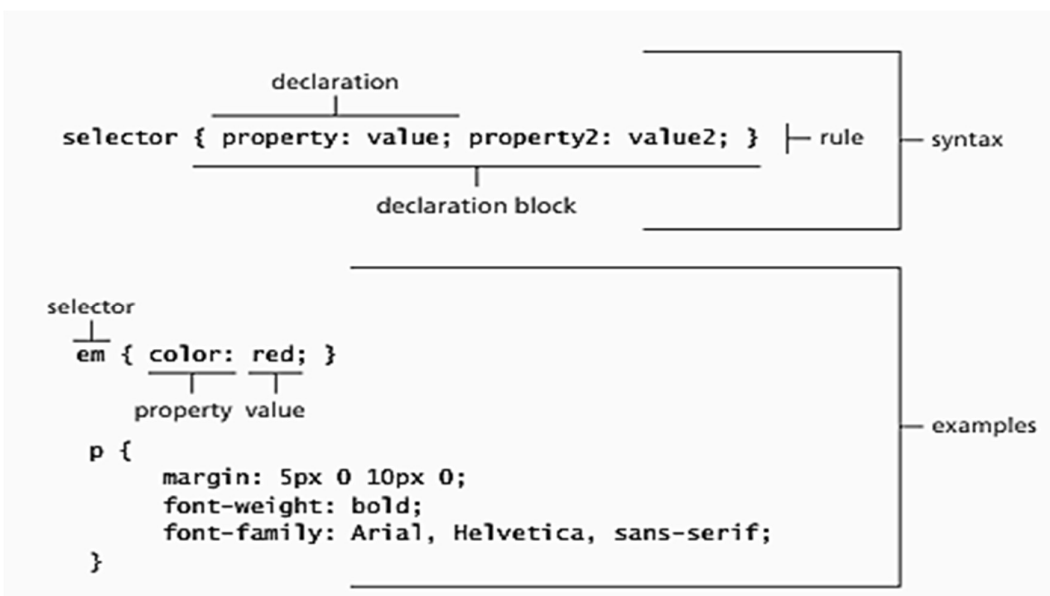 declaration
selector { property: value; property2: value2; } rule syntax
declaration block
selector
em { color: red; }
property value
examples
p {
margin: 5px 0 10px 0;
font-weight: bold;
font-family: Arial, Helvetica, sans-serif;
}